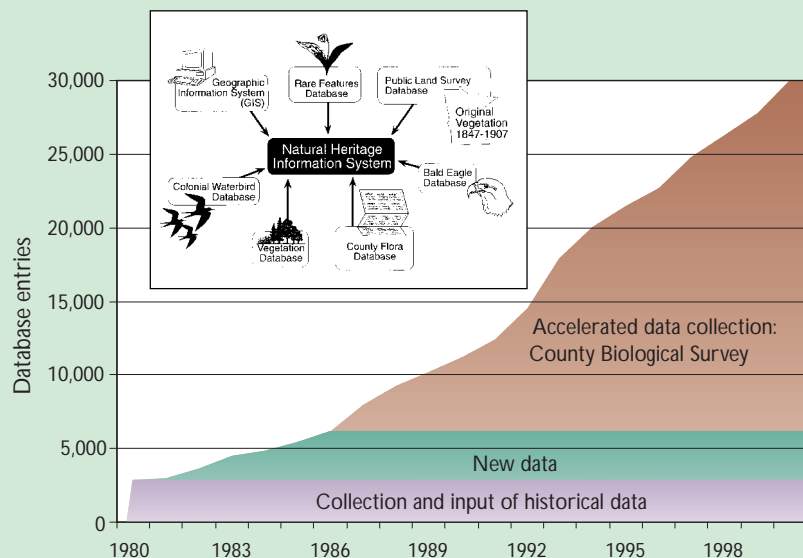 Geographic
Information System
(GIS)
Rare Features
Database
Public Land Survey
Database
Original
Vegetation
1847-1907
Natural Heritage
Information System
Colonial Waterbird
Database
Bald Eagle
Database
Vegetation
Database
County Flora
Database
Database entries
30,000
25,000
20,000
15,000
10,000
5,000
0
Accelerated data collection:
County Biological Survey
New data
Collection and input of historical data
1980 1983 1986 1989 1992 1995 1998